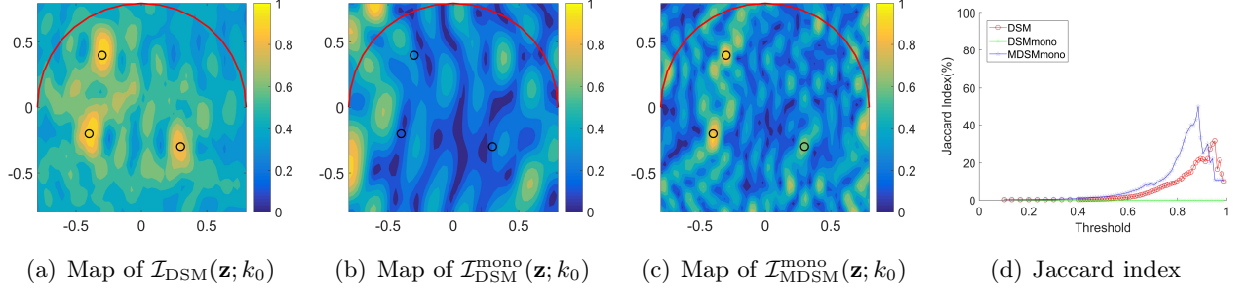 0.5
0
-0.5
-0.5 0 0.5
1
0.8
0.6
0.4
0.2
0
(a) Map of 𝓘_DSM(𝐳; k₀)
0.5
0
-0.5
-0.5 0 0.5
1
0.8
0.6
0.4
0.2
0
(b) Map of 𝓘^mono_DSM(𝐳; k₀)
0.5
0
-0.5
-0.5 0 0.5
1
0.8
0.6
0.4
0.2
0
(c) Map of 𝓘^mono_MDSM(𝐳; k₀)
Jaccard Index(%)
100
80
60
40
20
0
0 0.2 0.4 0.6 0.8 1
Threshold
DSM
DSMmono
MDSMmono
(d) Jaccard index